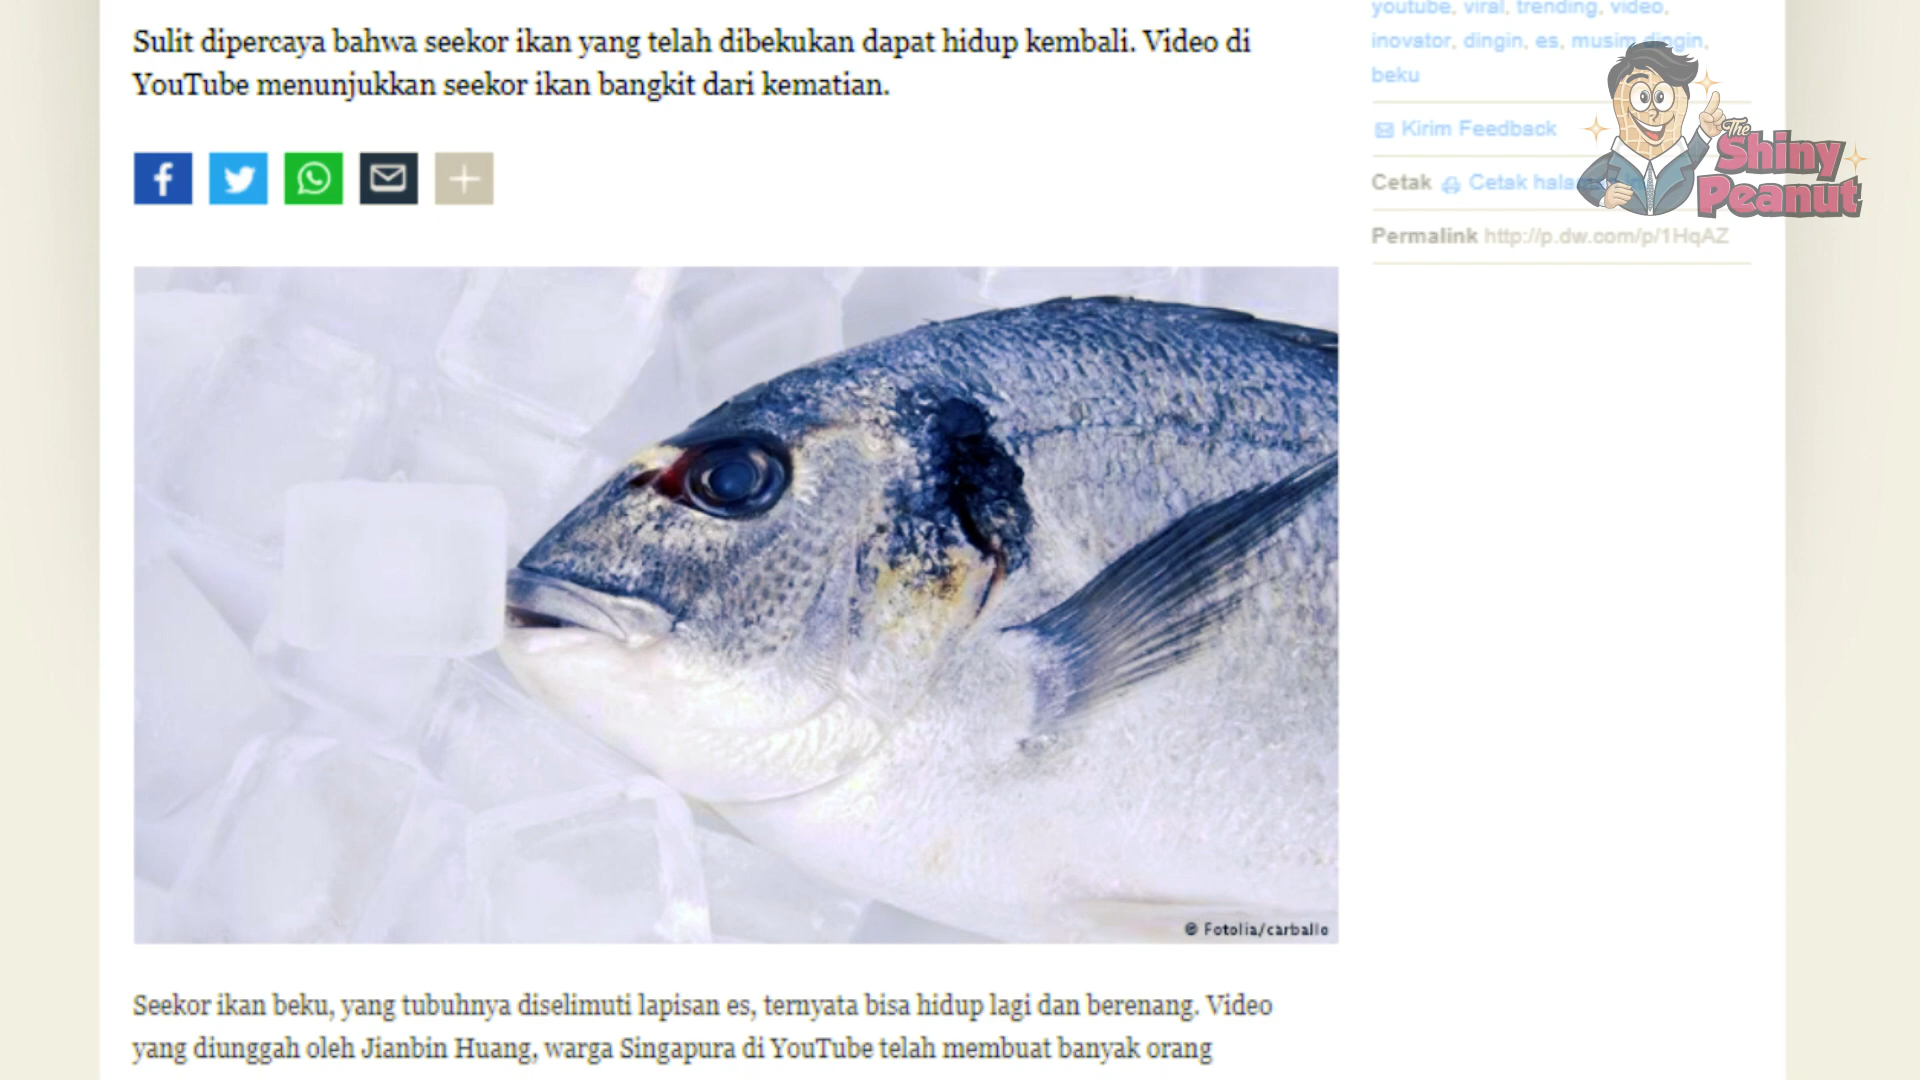 Sulit dipercaya bahwa seekor ikan yang telah dibekukan dapat hidup kembali. Video di
YouTube menunjukkan seekor ikan bangkit dari kematian.
youtube, viral, trending, video,
inovator, dingin, es, musim dingin,
beku
Kirim Feedback
Cetak Cetak
Permalink http://p.dw.com/p/1HqAZ
The
Shiny
Peanut
© Fotolia/carballo
Seekor ikan beku, yang tubuhnya diselimuti lapisan es, ternyata bisa hidup lagi dan berenang. Video
yang diunggah oleh Jianbin Huang, warga Singapura di YouTube telah membuat banyak orang